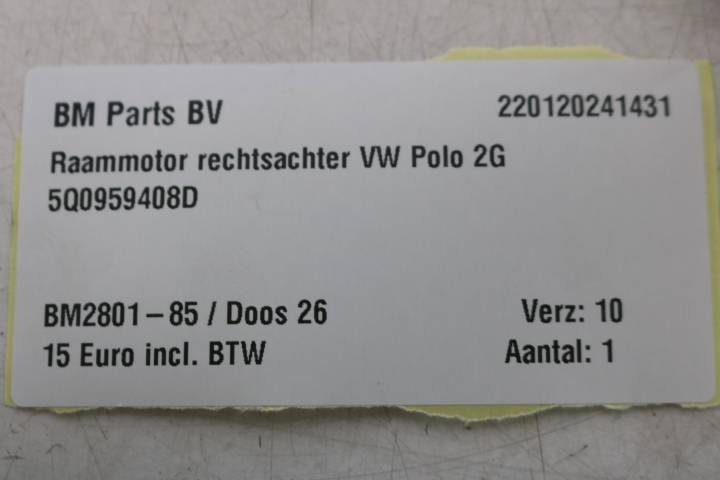 BM Parts BV 220120241431
Raammotor rechtsachter VW Polo 2G
5Q0959408D
BM2801-85 / Doos 26 Verz: 10
15 Euro incl. BTW Aantal: 1